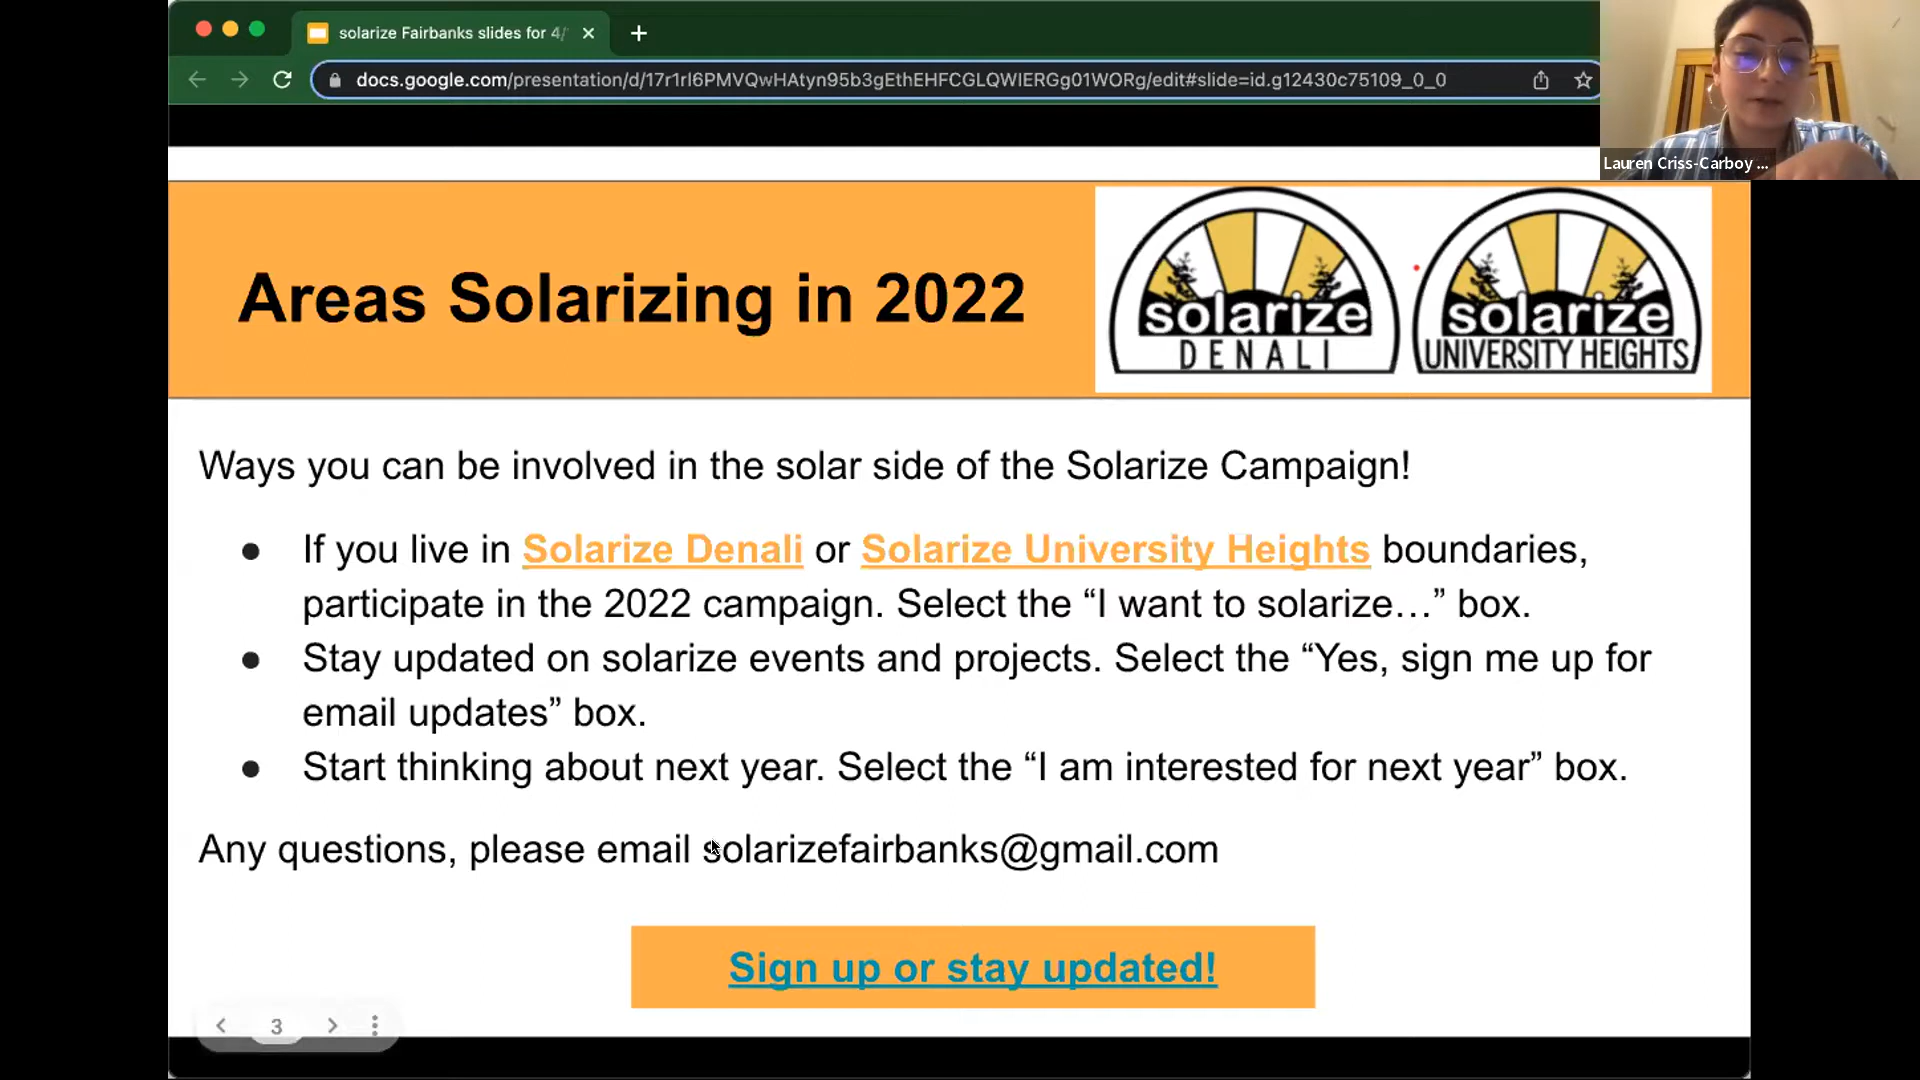 solarize Fairbanks slides for 4/
docs.google.com/presentation/d/17r1rl6PMVQwHAtyn95b3gEthEHFCGLQWIERGg01WORg/edit#slide=id.g12430c75109_0_0
Lauren Criss-Carboy ...
Areas Solarizing in 2022
solarize
DENALI
solarize
UNIVERSITY HEIGHTS
Ways you can be involved in the solar side of the Solarize Campaign!
● If you live in Solarize Denali or Solarize University Heights boundaries,
participate in the 2022 campaign. Select the “I want to solarize…” box.
● Stay updated on solarize events and projects. Select the “Yes, sign me up for
email updates” box.
● Start thinking about next year. Select the “I am interested for next year” box.
Any questions, please email solarizefairbanks@gmail.com
Sign up or stay updated!
3